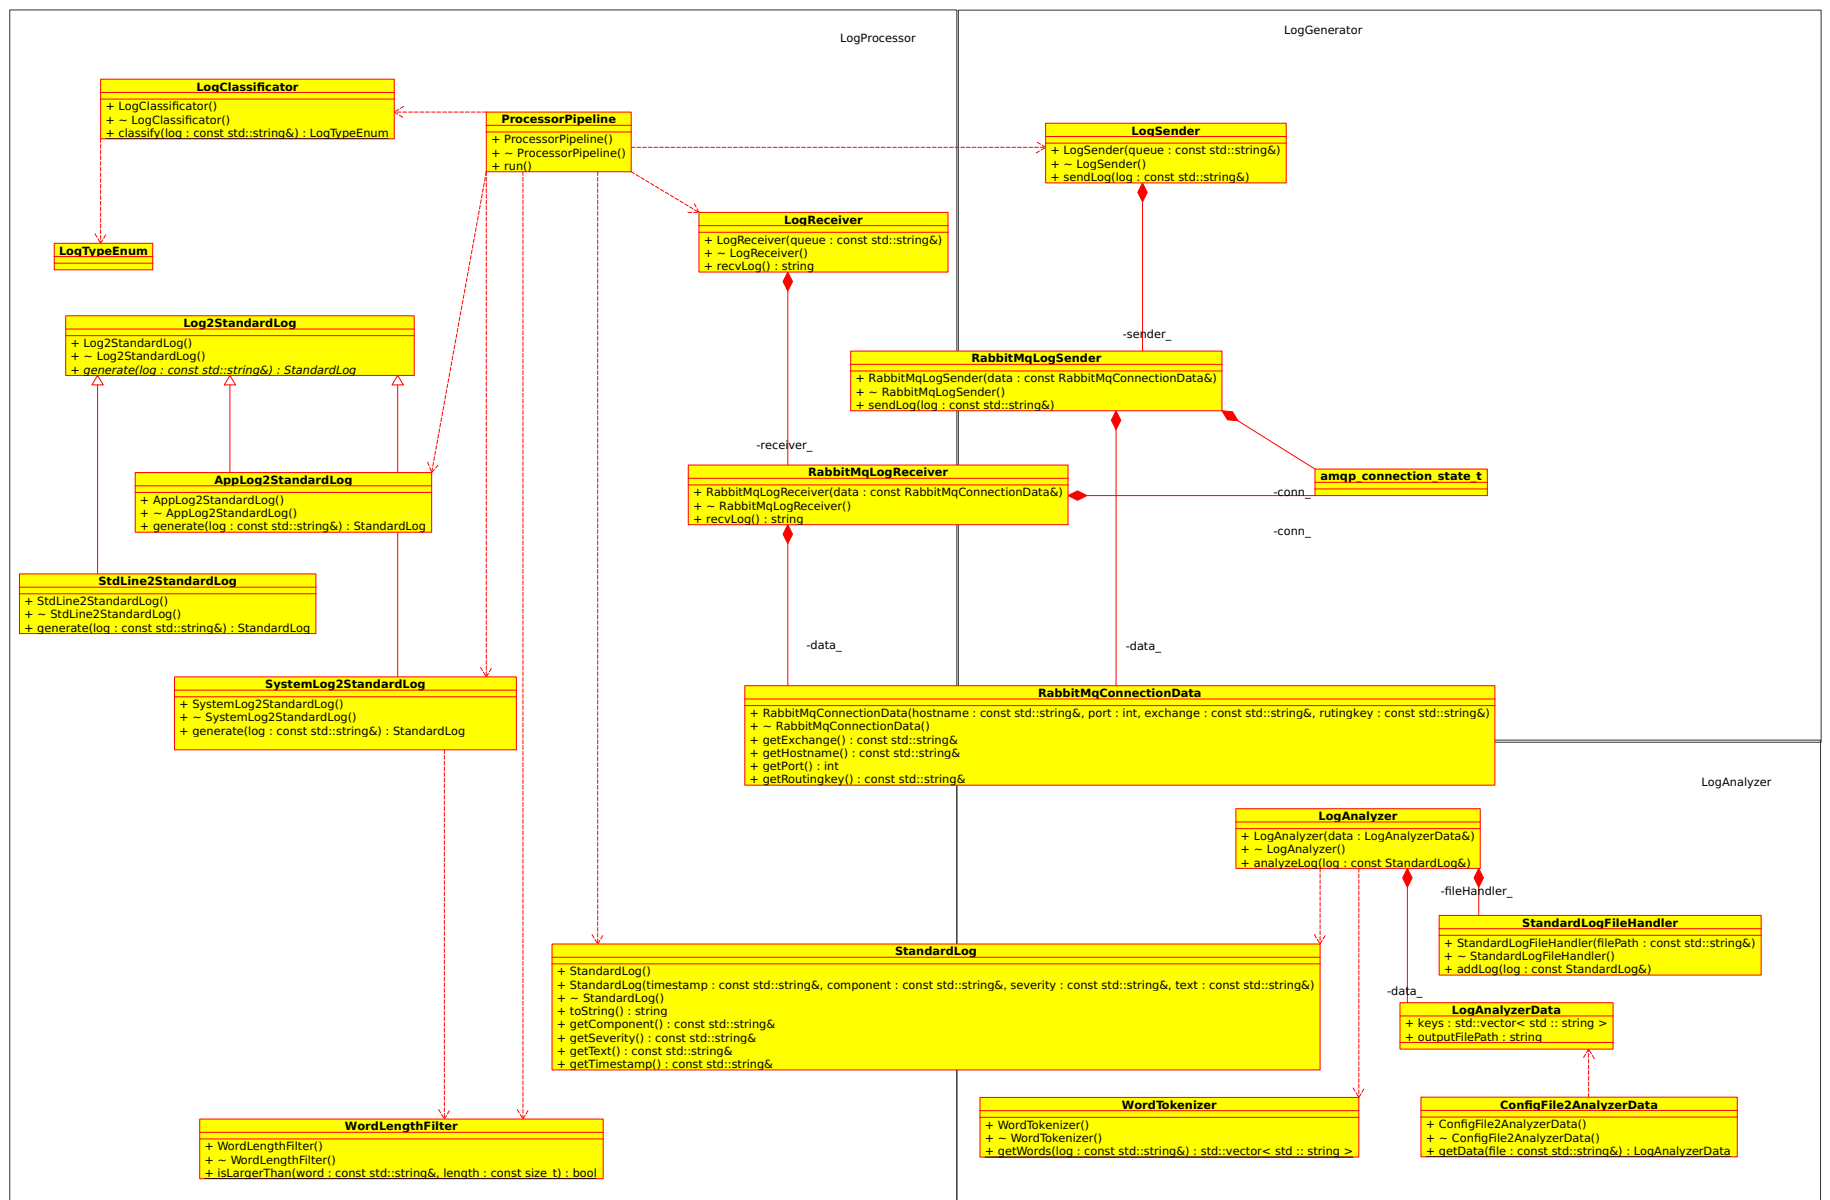 LogProcessor
LogGenerator
LogClassificator
+ LogClassificator()
+ ~ LogClassificator()
+ classify(log : const std::string&) : LogTypeEnum
ProcessorPipeline
+ ProcessorPipeline()
+ ~ ProcessorPipeline()
+ run()
LogSender
+ LogSender(queue : const std::string&)
+ ~ LogSender()
+ sendLog(log : const std::string&)
LogReceiver
+ LogReceiver(queue : const std::string&)
+ ~ LogReceiver()
+ recvLog() : string
LogTypeEnum
Log2StandardLog
+ Log2StandardLog()
+ ~ Log2StandardLog()
+ generate(log : const std::string&) : StandardLog
-sender_
RabbitMqLogSender
+ RabbitMqLogSender(data : const RabbitMqConnectionData&)
+ ~ RabbitMqLogSender()
+ sendLog(log : const std::string&)
-receiver_
RabbitMqLogReceiver
+ RabbitMqLogReceiver(data : const RabbitMqConnectionData&)
+ ~ RabbitMqLogReceiver()
+ recvLog() : string
amqp_connection_state_t
-conn_
-conn_
AppLog2StandardLog
+ AppLog2StandardLog()
+ ~ AppLog2StandardLog()
+ generate(log : const std::string&) : StandardLog
StdLine2StandardLog
+ StdLine2StandardLog()
+ ~ StdLine2StandardLog()
+ generate(log : const std::string&) : StandardLog
-data_
-data_
SystemLog2StandardLog
+ SystemLog2StandardLog()
+ ~ SystemLog2StandardLog()
+ generate(log : const std::string&) : StandardLog
RabbitMqConnectionData
+ RabbitMqConnectionData(hostname : const std::string&, port : int, exchange : const std::string&, rutingkey : const std::string&)
+ ~ RabbitMqConnectionData()
+ getExchange() : const std::string&
+ getHostname() : const std::string&
+ getPort() : int
+ getRoutingkey() : const std::string&
LogAnalyzer
LogAnalyzer
+ LogAnalyzer(data : LogAnalyzerData&)
+ ~ LogAnalyzer()
+ analyzeLog(log : const StandardLog&)
-fileHandler_
StandardLogFileHandler
+ StandardLogFileHandler(filePath : const std::string&)
+ ~ StandardLogFileHandler()
+ addLog(log : const StandardLog&)
StandardLog
+ StandardLog()
+ StandardLog(timestamp : const std::string&, component : const std::string&, severity : const std::string&, text : const std::string&)
+ ~ StandardLog()
+ toString() : string
+ getComponent() : const std::string&
+ getSeverity() : const std::string&
+ getText() : const std::string&
+ getTimestamp() : const std::string&
-data_
LogAnalyzerData
+ keys : std::vector< std :: string >
+ outputFilePath : string
WordTokenizer
+ WordTokenizer()
+ ~ WordTokenizer()
+ getWords(log : const std::string&) : std::vector< std :: string >
ConfigFile2AnalyzerData
+ ConfigFile2AnalyzerData()
+ ~ ConfigFile2AnalyzerData()
+ getData(file : const std::string&) : LogAnalyzerData
WordLengthFilter
+ WordLengthFilter()
+ ~ WordLengthFilter()
+ isLargerThan(word : const std::string&, length : const size_t) : bool